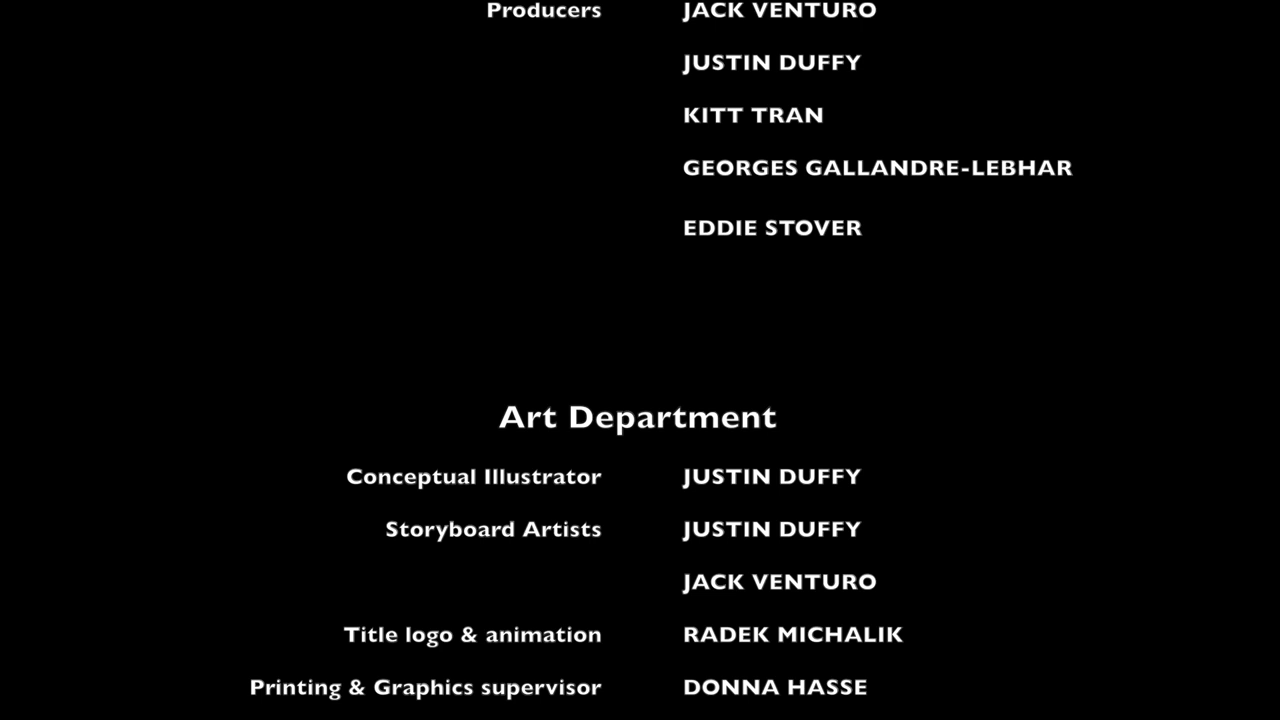 Producers JACK VENTURO
JUSTIN DUFFY
KITT TRAN
GEORGES GALLANDRE-LEBHAR
EDDIE STOVER
Art Department
Conceptual Illustrator JUSTIN DUFFY
Storyboard Artists JUSTIN DUFFY
JACK VENTURO
Title logo & animation RADEK MICHALIK
Printing & Graphics supervisor DONNA HASSE